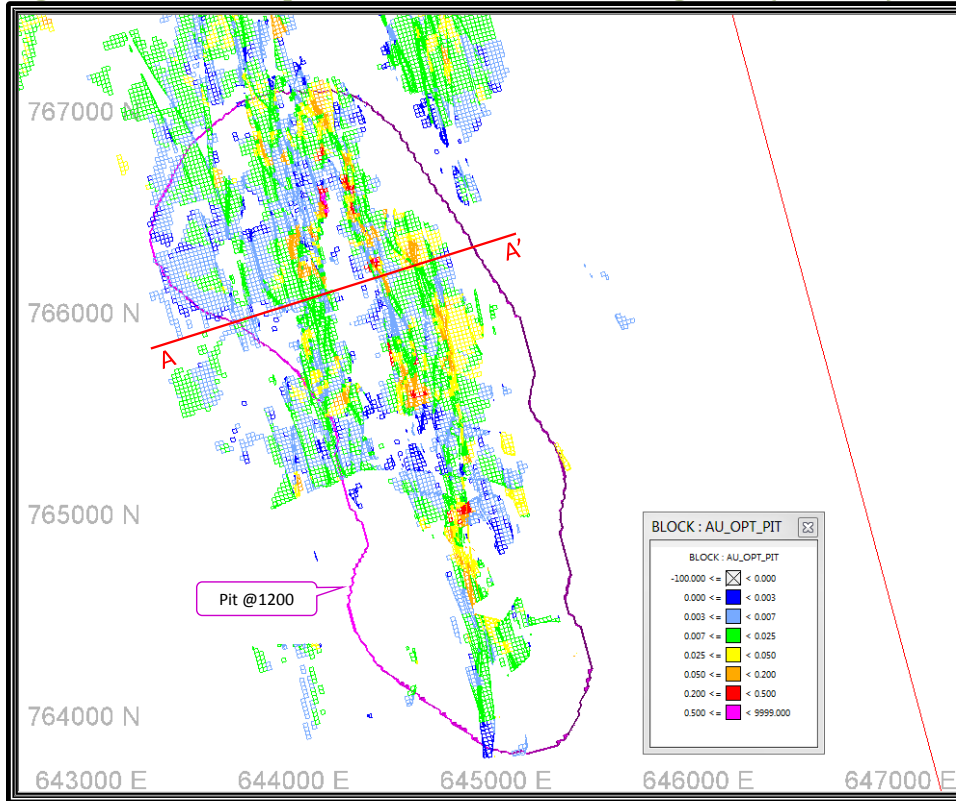 767000 N
A'
766000 N
A
765000 N
BLOCK : AU_OPT_PIT
BLOCK : AU_OPT_PIT
-100.000 <= < 0.000
0.000 <= < 0.003
0.003 <= < 0.007
0.007 <= < 0.025
0.025 <= < 0.050
0.050 <= < 0.200
0.200 <= < 0.500
0.500 <= < 9999.000
Pit @1200
764000 N
643000 E 644000 E 645000 E 646000 E 647000 E